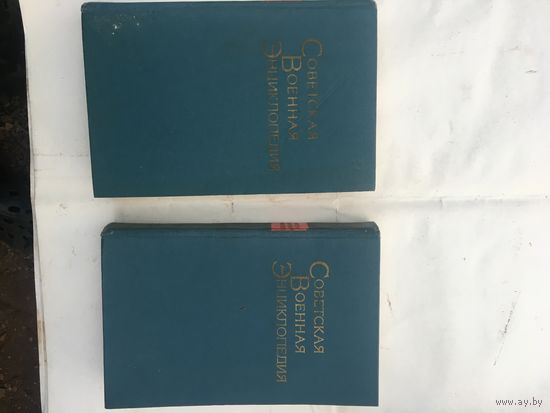 Советская
Военная
Энциклопедия
Советская
Военная
Энциклопедия
www.ay.by